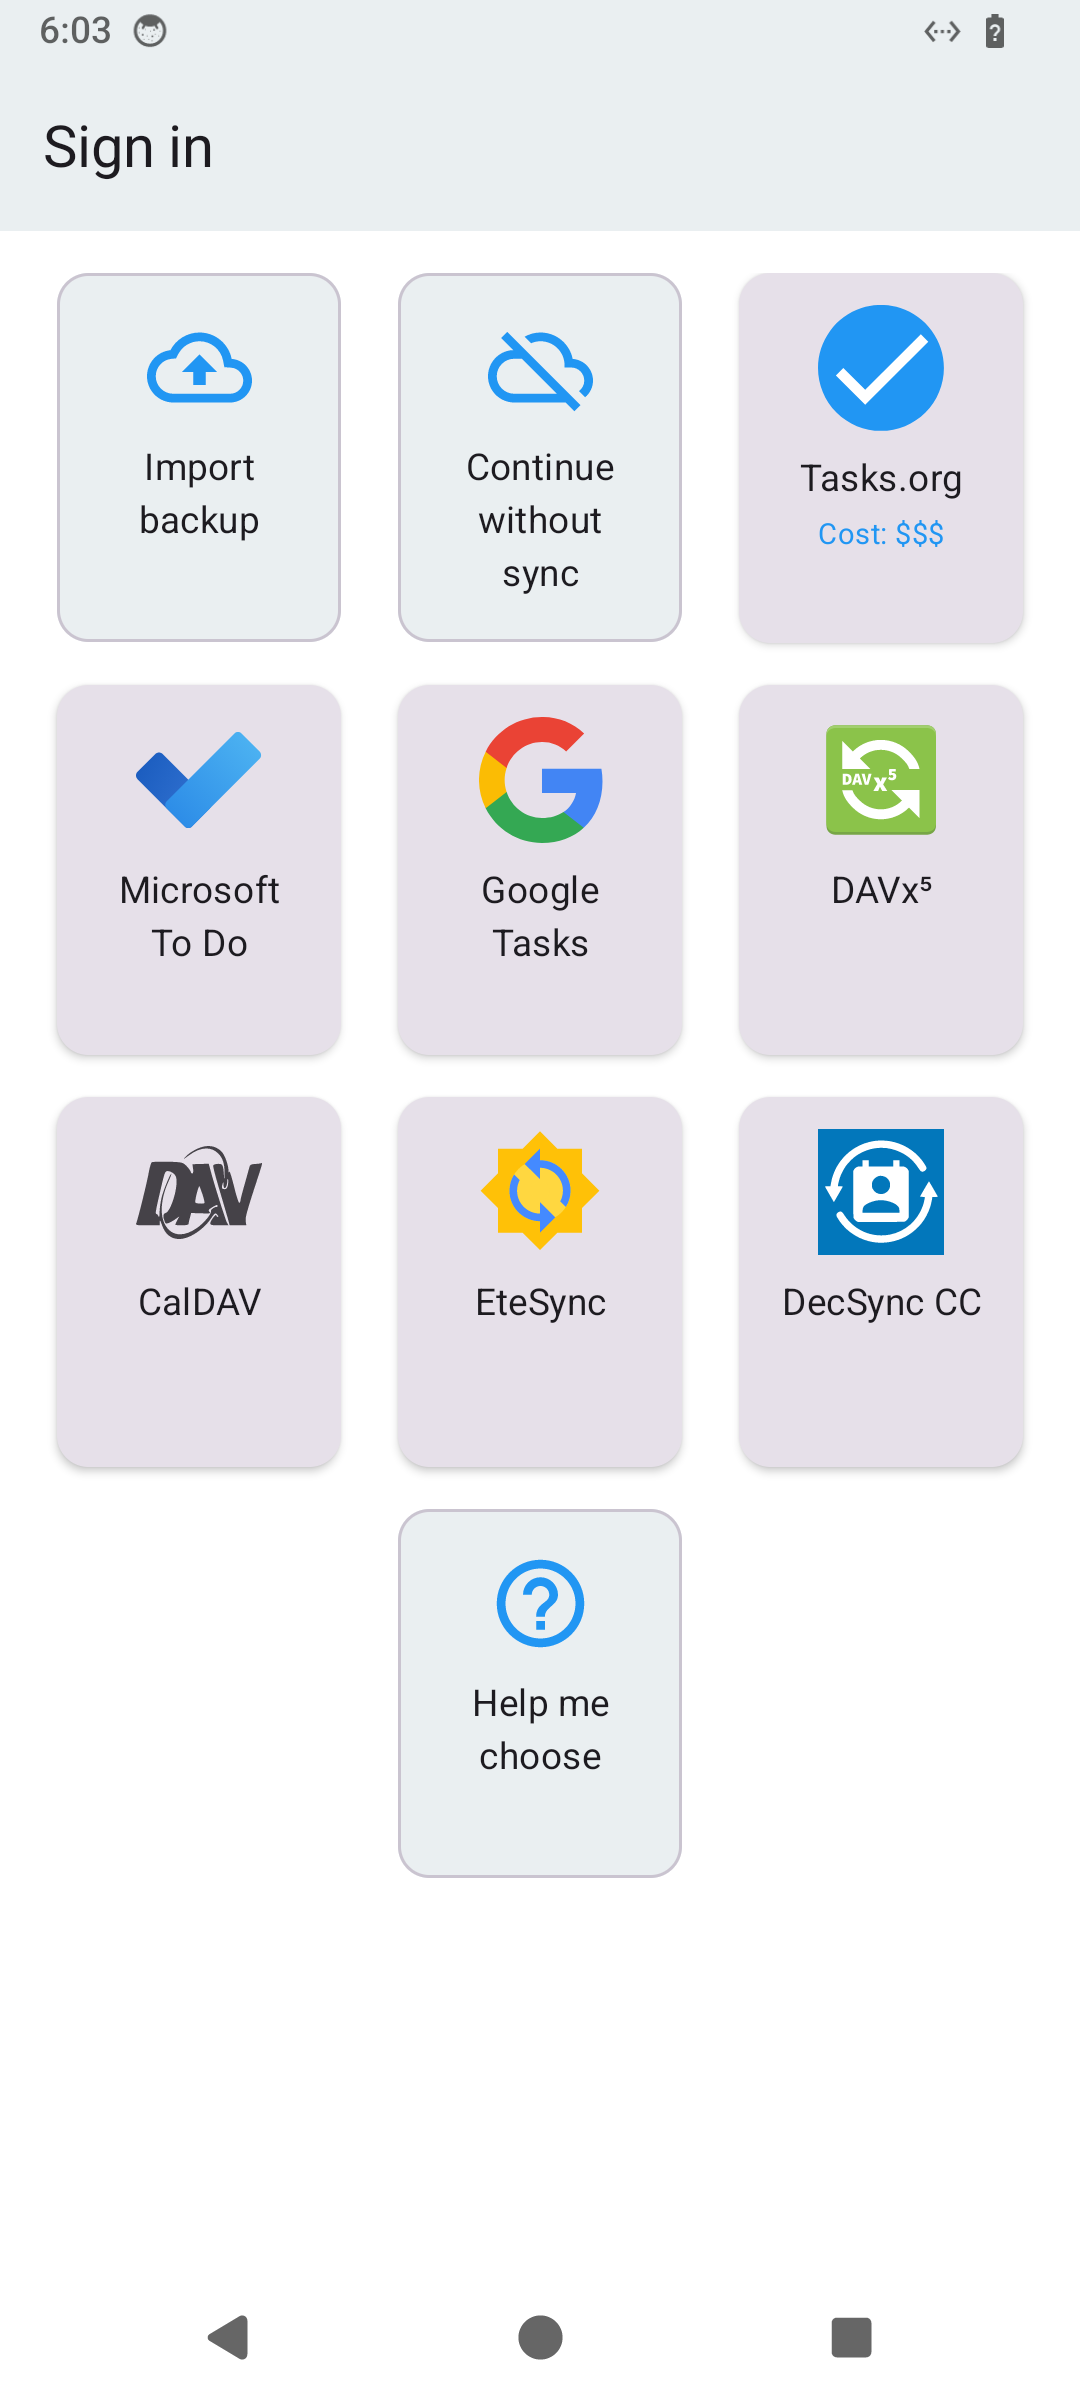 6:03
Sign in
Import
backup
Continue
without
sync
Tasks.org
Cost: $$$
Microsoft
To Do
Google
Tasks
DAV x⁵
DAVx⁵
DAV
CalDAV
EteSync
DecSync CC
Help me
choose